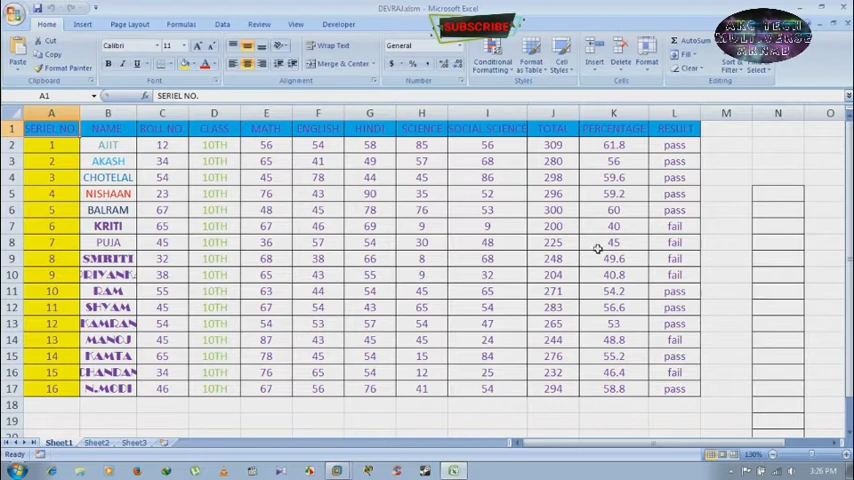 DEVRAJ.xlsm - Microsoft Excel
Home Insert Page Layout Formulas Data Review View Developer
SUBSCRIBE
ARC TECH
MULTI VERSE
ARNAB
Paste
Cut
Copy
Format Painter
Clipboard
Calibri 11
B I U
Font
Wrap Text
Merge & Center
Alignment
General
Number
Conditional Formatting
Format as Table
Cell Styles
Styles
Insert
Delete
Format
Cells
AutoSum
Fill
Clear
Editing
A1 SERIEL NO.
A B C D E F G H I J K L M N O
1 SERIEL NO. NAME ROLL NO. CLASS MATH ENGLISH HINDI SCIENCE SOCIAL SCIENCE TOTAL PERCENTAGE RESULT
2 1 AJIT 12 10TH 56 54 58 85 56 309 61.8 pass
3 2 AKASH 34 10TH 65 41 49 57 68 280 56 pass
4 3 CHOTELAL 54 10TH 45 78 44 45 86 298 59.6 pass
5 4 NISHAAN 23 10TH 76 43 90 35 52 296 59.2 pass
6 5 BALRAM 67 10TH 48 45 78 76 53 300 60 pass
7 6 KRITI 65 10TH 67 46 69 9 9 200 40 fail
8 7 PUJA 45 10TH 36 57 54 30 48 225 45 fail
9 8 SMRITI 32 10TH 68 38 66 8 68 248 49.6 fail
10 9 PRIYANK 38 10TH 65 43 55 9 32 204 40.8 fail
11 10 RAM 55 10TH 63 44 54 45 65 271 54.2 pass
12 11 SHYAM 45 10TH 67 54 43 65 54 283 56.6 pass
13 12 KAMRAN 54 10TH 54 53 57 54 47 265 53 pass
14 13 MANOJ 45 10TH 87 43 45 45 24 244 48.8 fail
15 14 KAMTA 65 10TH 78 45 54 15 84 276 55.2 pass
16 15 CHANDAN 34 10TH 76 65 54 12 25 232 46.4 fail
17 16 N.MODI 46 10TH 67 56 76 41 54 294 58.8 pass
18
19
Sheet1 Sheet2 Sheet3
Ready 130%
3:26 PM